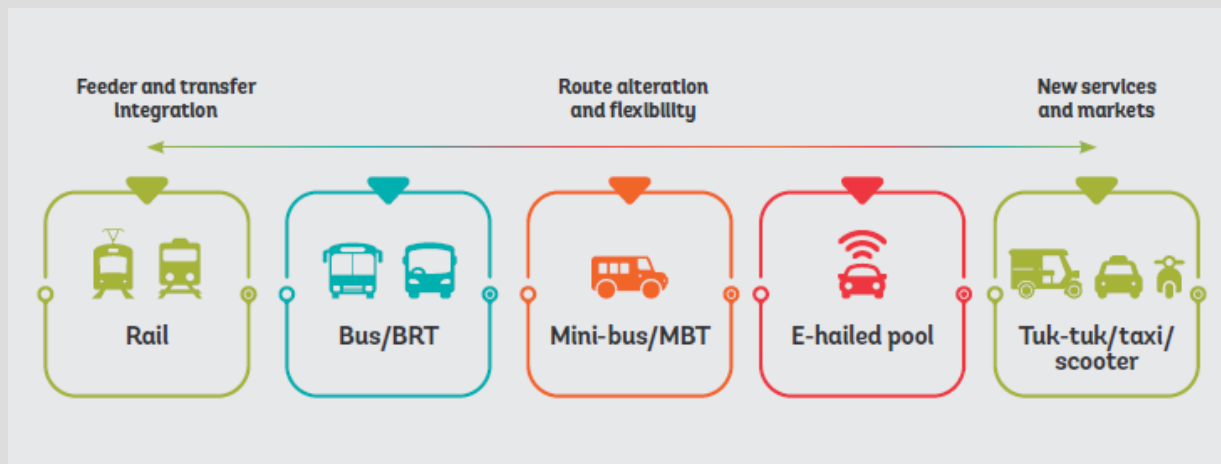 Feeder and transfer
integration
Route alteration
and flexibility
New services
and markets
Rail
Bus/BRT
Mini-bus/MBT
E-hailed pool
Tuk-tuk/taxi/
scooter